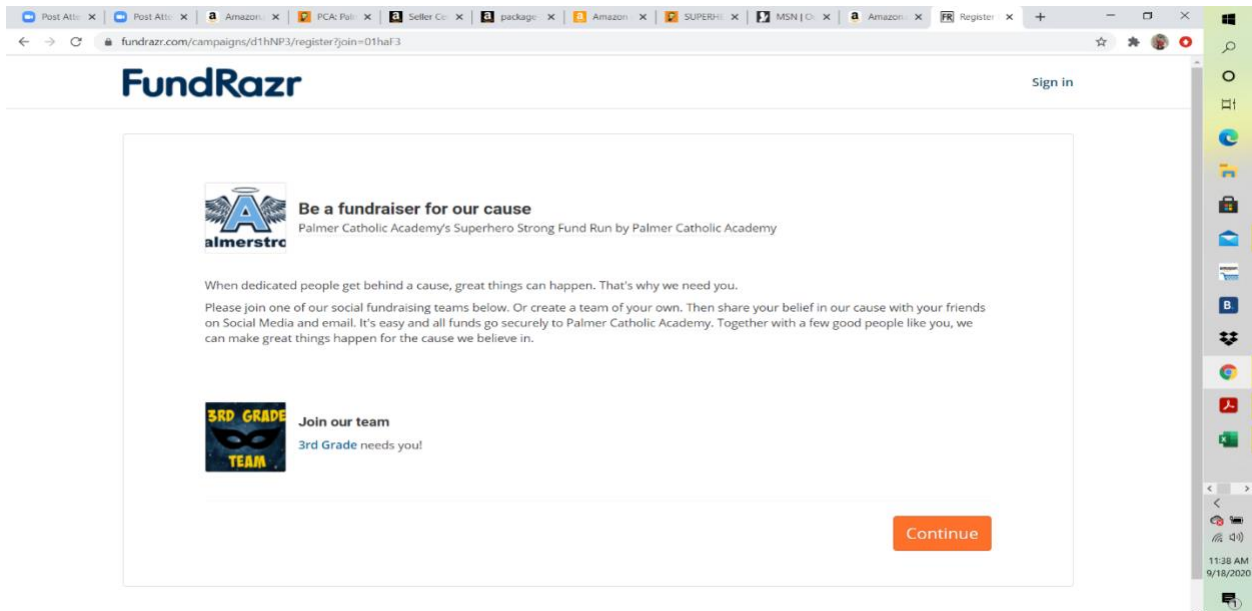 Post Atte
Post Atte
Amazon
PCA: Palm
Seller Ce
package
Amazon
SUPERHE
MSN | O
Amazon
Register
fundrazr.com/campaigns/d1hNP3/register?join=01haF3
FundRazr
Sign in
Be a fundraiser for our cause
Palmer Catholic Academy's Superhero Strong Fund Run by Palmer Catholic Academy
A
almerstro
When dedicated people get behind a cause, great things can happen. That's why we need you.
Please join one of our social fundraising teams below. Or create a team of your own. Then share your belief in our cause with your friends
on Social Media and email. It's easy and all funds go securely to Palmer Catholic Academy. Together with a few good people like you, we
can make great things happen for the cause we believe in.
3RD GRADE
TEAM
Join our team
3rd Grade needs you!
Continue
11:38 AM
9/18/2020